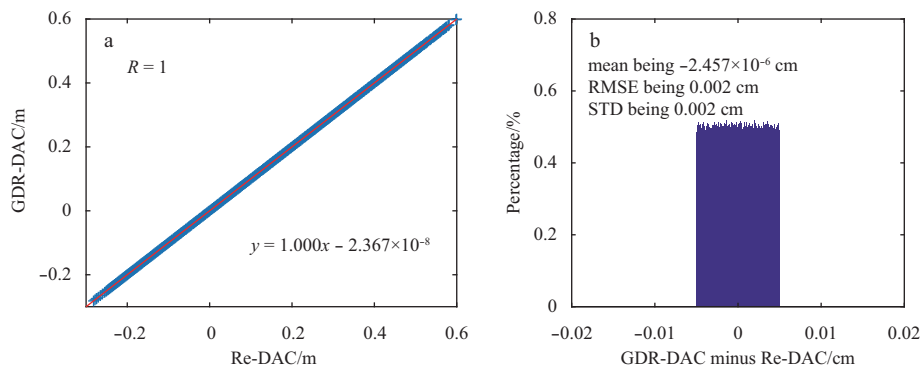 a
R = 1
y = 1.000x − 2.367×10⁻⁸
GDR-DAC/m
0.6
0.4
0.2
0
−0.2
−0.2 0 0.2 0.4 0.6
Re-DAC/m
b
mean being −2.457×10⁻⁶ cm
RMSE being 0.002 cm
STD being 0.002 cm
Percentage/%
0.8
0.6
0.4
0.2
0
−0.02 −0.01 0 0.01 0.02
GDR-DAC minus Re-DAC/cm